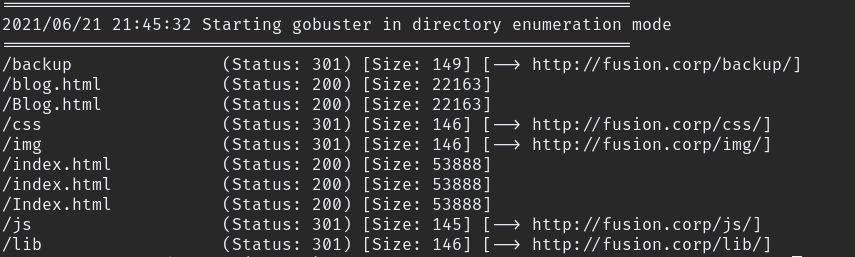 ===============================================================
2021/06/21 21:45:32 Starting gobuster in directory enumeration mode
===============================================================
/backup               (Status: 301) [Size: 149] [--> http://fusion.corp/backup/]
/blog.html            (Status: 200) [Size: 22163]
/Blog.html            (Status: 200) [Size: 22163]
/css                  (Status: 301) [Size: 146] [--> http://fusion.corp/css/]
/img                  (Status: 301) [Size: 146] [--> http://fusion.corp/img/]
/index.html           (Status: 200) [Size: 53888]
/index.html           (Status: 200) [Size: 53888]
/Index.html           (Status: 200) [Size: 53888]
/js                   (Status: 301) [Size: 145] [--> http://fusion.corp/js/]
/lib                  (Status: 301) [Size: 146] [--> http://fusion.corp/lib/]